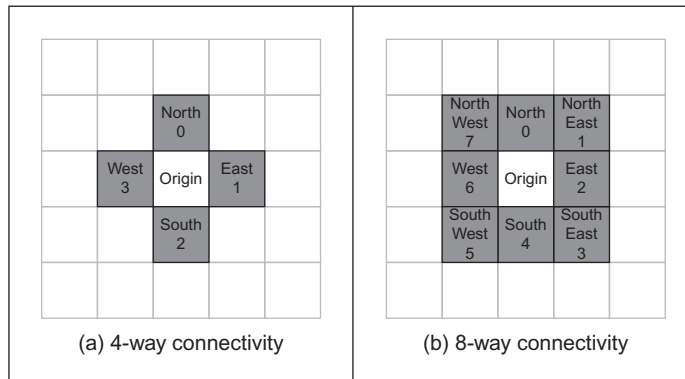 North
0
West
3
Origin
East
1
South
2
(a) 4-way connectivity
North
West
7
North
0
North
East
1
West
6
Origin
East
2
South
West
5
South
4
South
East
3
(b) 8-way connectivity